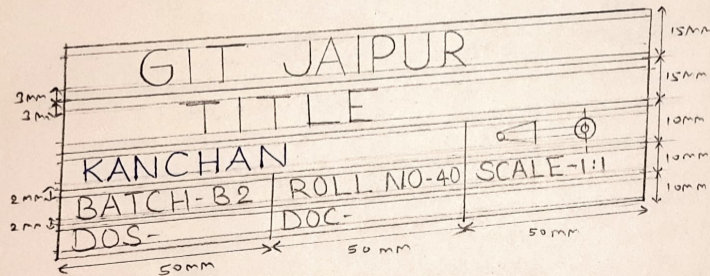 GIT JAIPUR
15mm
3mm
3mm
TITLE
15mm
KANCHAN
10mm
2mm
BATCH-B2 ROLL NO-40 SCALE-1:1
10mm
2mm
DOS- DOC-
10mm
50mm 50mm 50mm